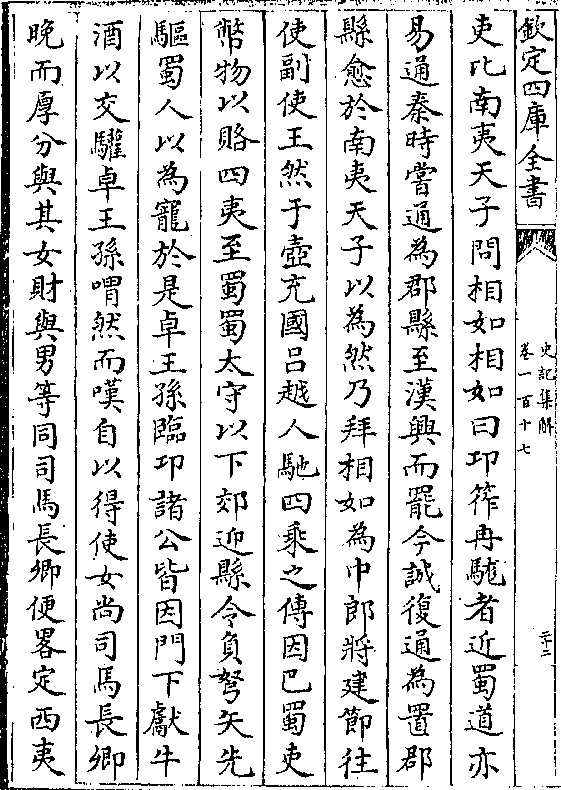 欽定四庫全書
史記集解
卷一百十七
二十二
吏比南夷天子問相如相如曰卭筰冉駹者近蜀道亦
易通秦時嘗通為郡縣至漢興而罷今誠復通為置郡
縣愈於南夷天子以為然乃拜相如為中郎將建節往
使副使王然于壺充國呂越人馳四乘之傳因巴蜀吏
幣物以賂四夷至蜀蜀太守以下郊迎縣令負弩矢先
驅蜀人以為寵於是卓王孫臨卭諸公皆因門下獻牛
酒以交驩卓王孫喟然而嘆自以得使女尚司馬長卿
晚而厚分與其女財與男等同司馬長卿便畧定西夷